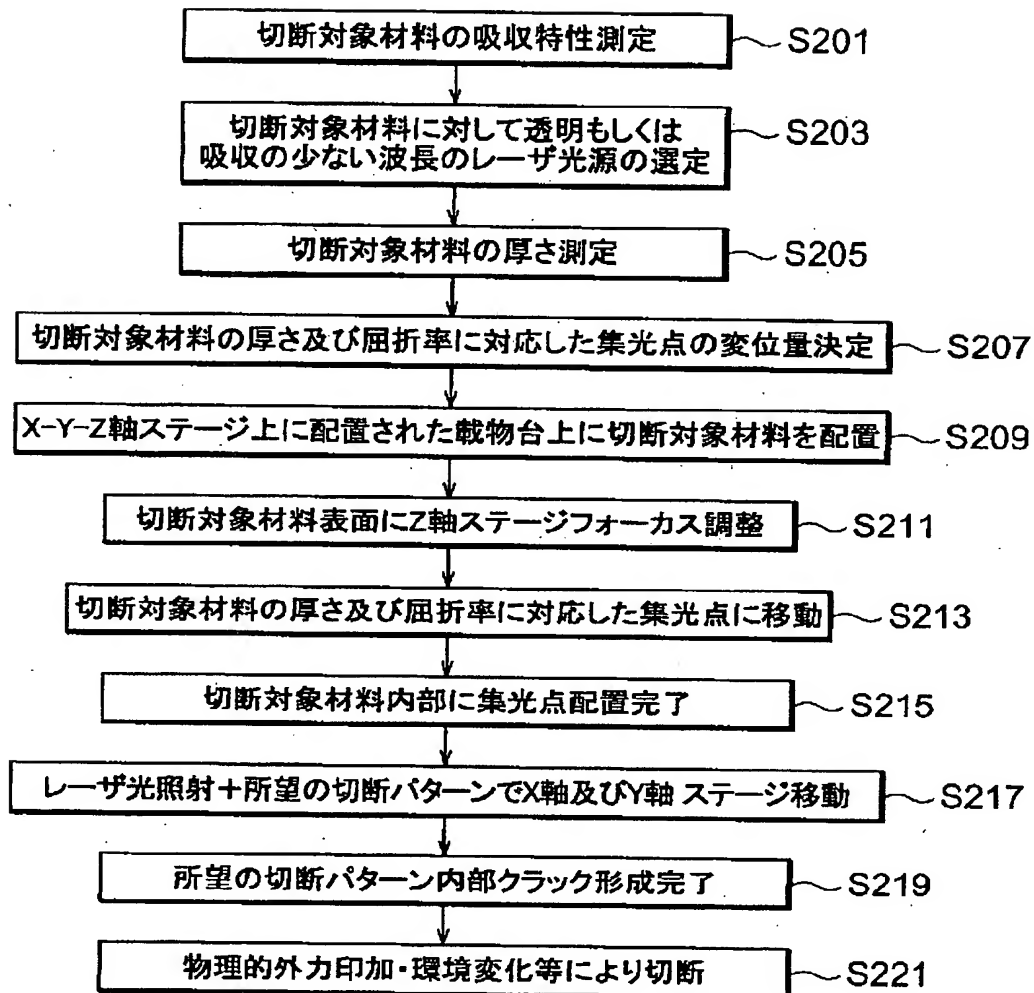 切断対象材料の吸収特性測定 S201
切断対象材料に対して透明もしくは
吸収の少ない波長のレーザ光源の選定 S203
切断対象材料の厚さ測定 S205
切断対象材料の厚さ及び屈折率に対応した集光点の変位量決定 S207
X-Y-Z軸ステージ上に配置された載物台上に切断対象材料を配置 S209
切断対象材料表面にZ軸ステージフォーカス調整 S211
切断対象材料の厚さ及び屈折率に対応した集光点に移動 S213
切断対象材料内部に集光点配置完了 S215
レーザ光照射+所望の切断パターンでX軸及びY軸 ステージ移動 S217
所望の切断パターン内部クラック形成完了 S219
物理的外力印加・環境変化等により切断 S221